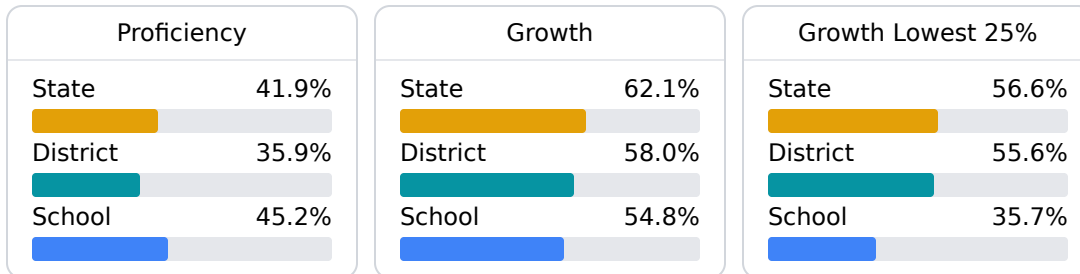 Proficiency
State 41.9%
District 35.9%
School 45.2%
Growth
State 62.1%
District 58.0%
School 54.8%
Growth Lowest 25%
State 56.6%
District 55.6%
School 35.7%